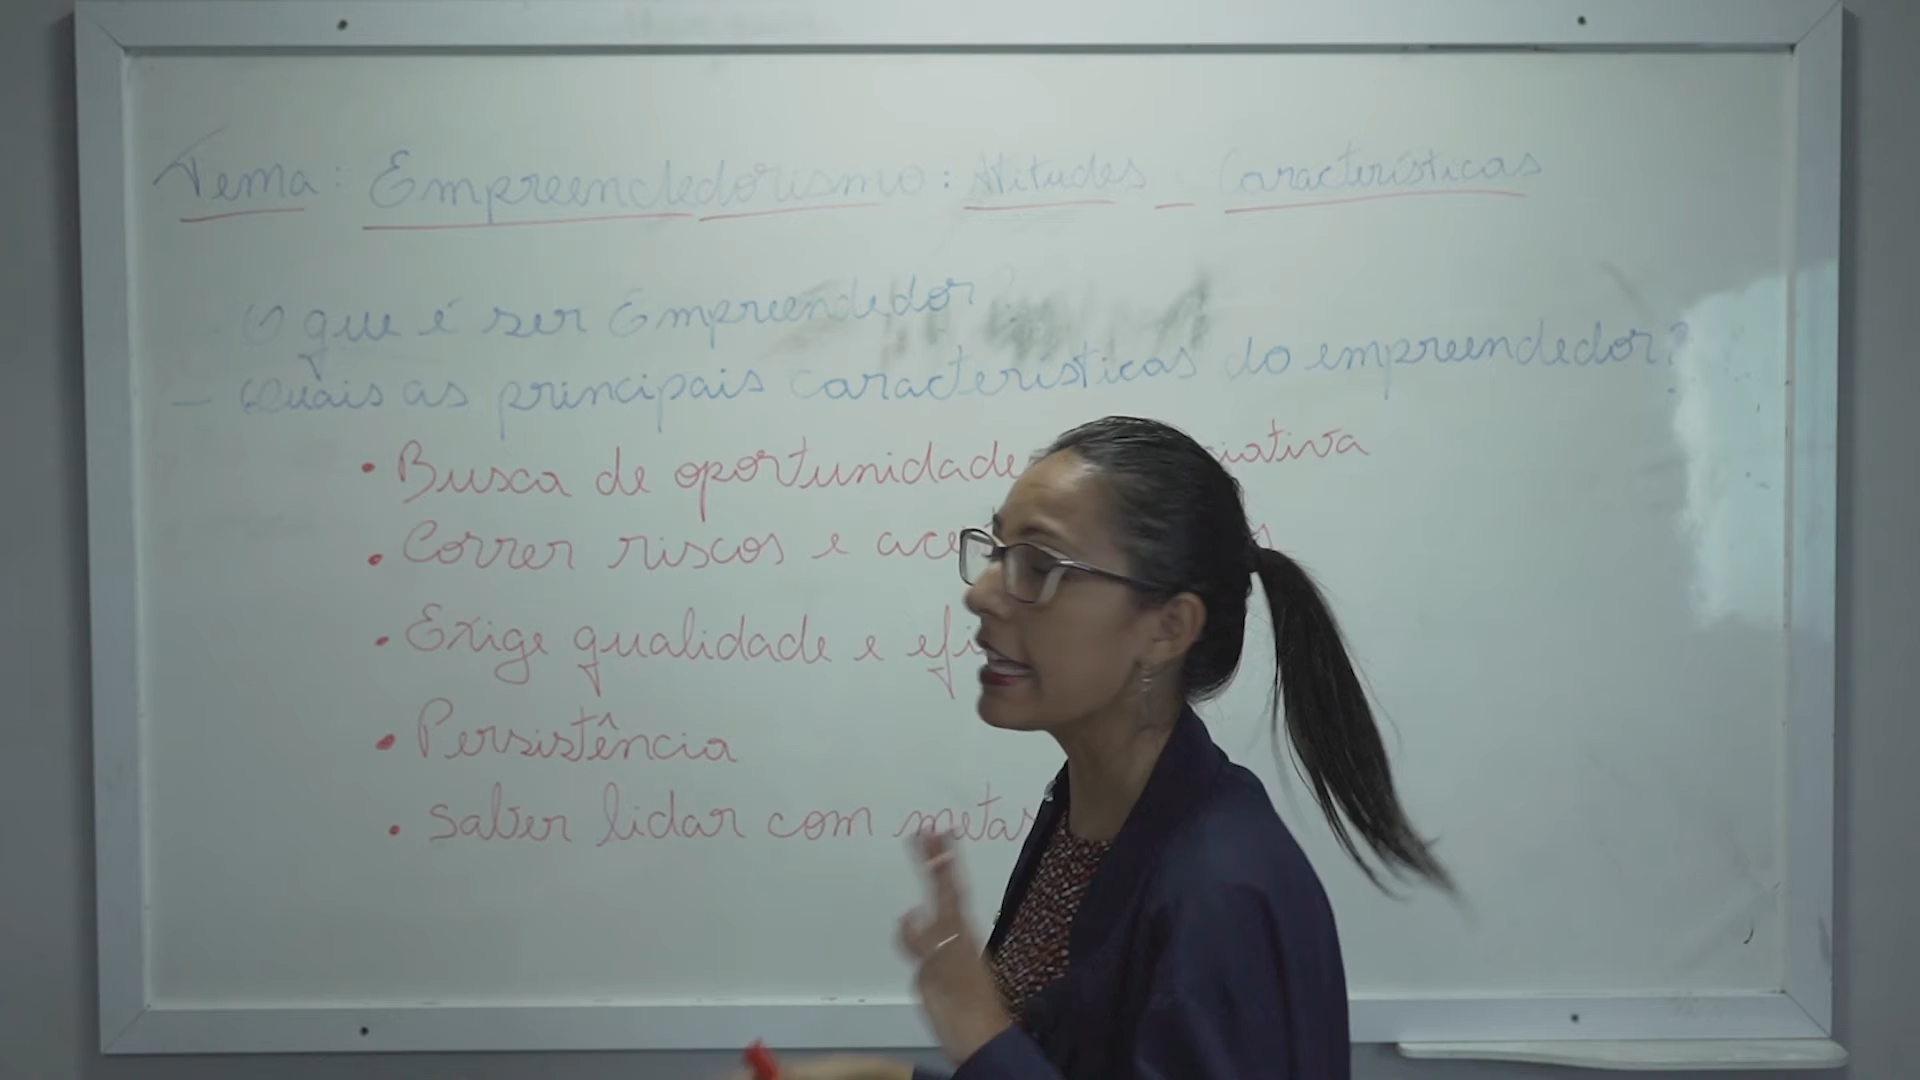 Tema: Empreendedorismo: Atitudes - Características
- O que é ser Empreendedor?
- Quais as principais características do empreendedor?
• Busca de oportunidade
• Correr riscos e
• Exige qualidade e
• Persistência
• Saber lidar com metas